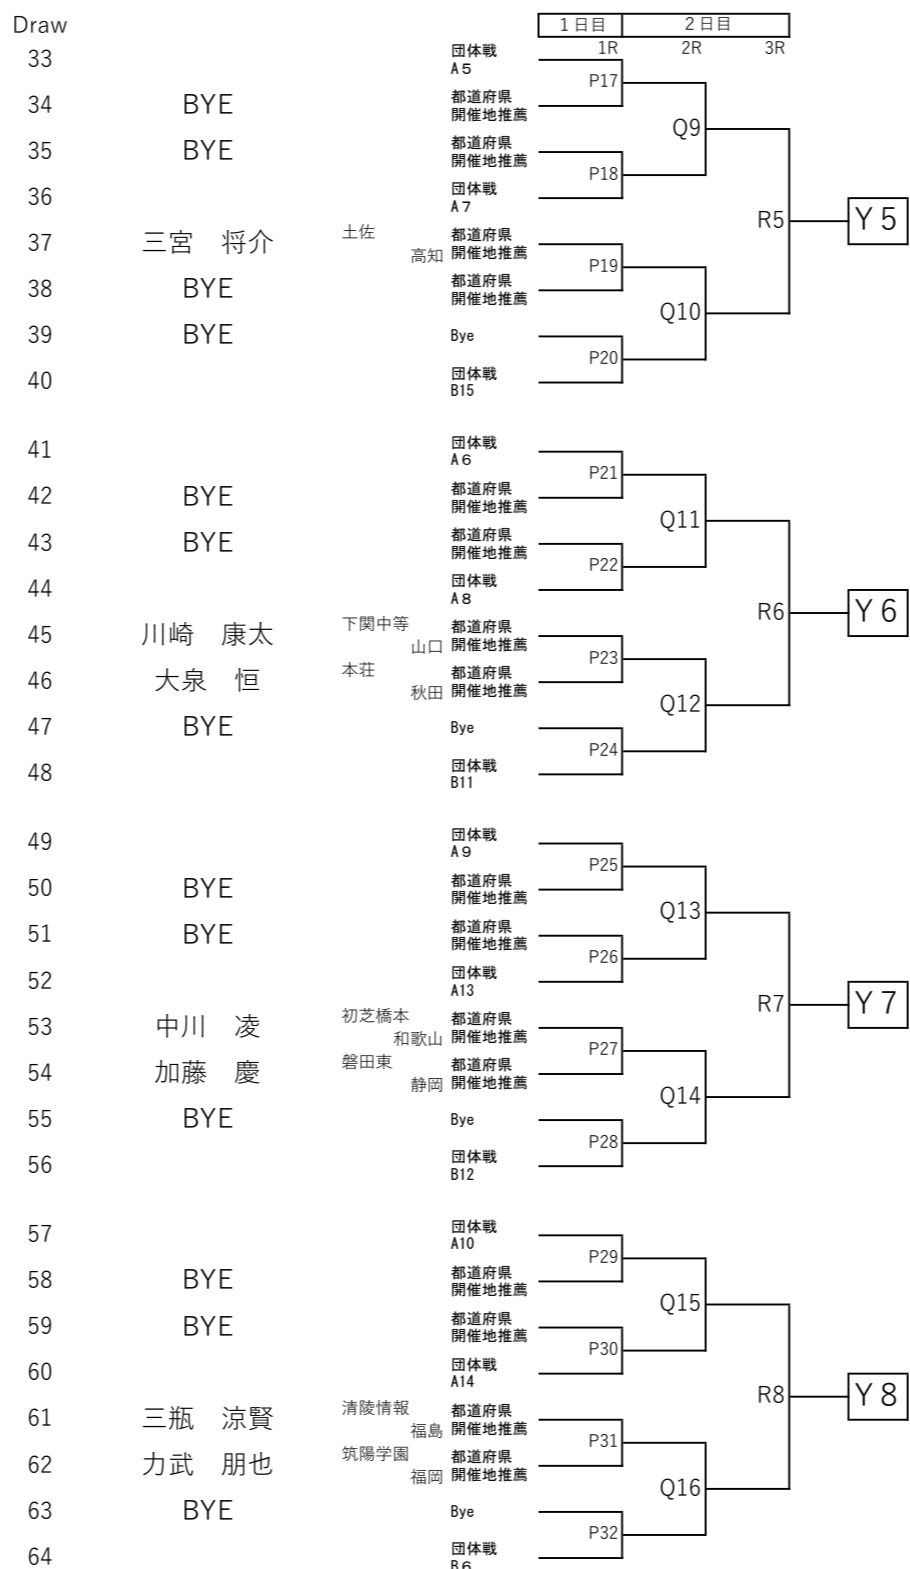 Draw 1日目 2日目
1R 2R 3R
33 団体戦 A5
P17
34 BYE 都道府県 開催地推薦
Q9
35 BYE 都道府県 開催地推薦
P18
36 団体戦 A7
R5 Y5
37 三宮 将介 土佐 高知 都道府県 開催地推薦
P19
38 BYE 都道府県 開催地推薦
Q10
39 BYE Bye
P20
40 団体戦 B15
41 団体戦 A6
P21
42 BYE 都道府県 開催地推薦
Q11
43 BYE 都道府県 開催地推薦
P22
44 団体戦 A8
R6 Y6
45 川崎 康太 下関中等 山口 都道府県 開催地推薦
P23
46 大泉 恒 本荘 秋田 都道府県 開催地推薦
Q12
47 BYE Bye
P24
48 団体戦 B11
49 団体戦 A9
P25
50 BYE 都道府県 開催地推薦
Q13
51 BYE 都道府県 開催地推薦
P26
52 団体戦 A13
R7 Y7
53 中川 凌 初芝橋本 和歌山 都道府県 開催地推薦
P27
54 加藤 慶 磐田東 静岡 都道府県 開催地推薦
Q14
55 BYE Bye
P28
56 団体戦 B12
57 団体戦 A10
P29
58 BYE 都道府県 開催地推薦
Q15
59 BYE 都道府県 開催地推薦
P30
60 団体戦 A14
R8 Y8
61 三瓶 涼賢 清陵情報 福島 都道府県 開催地推薦
P31
62 力武 朋也 筑陽学園 福岡 都道府県 開催地推薦
Q16
63 BYE Bye
P32
64 団体戦 B6